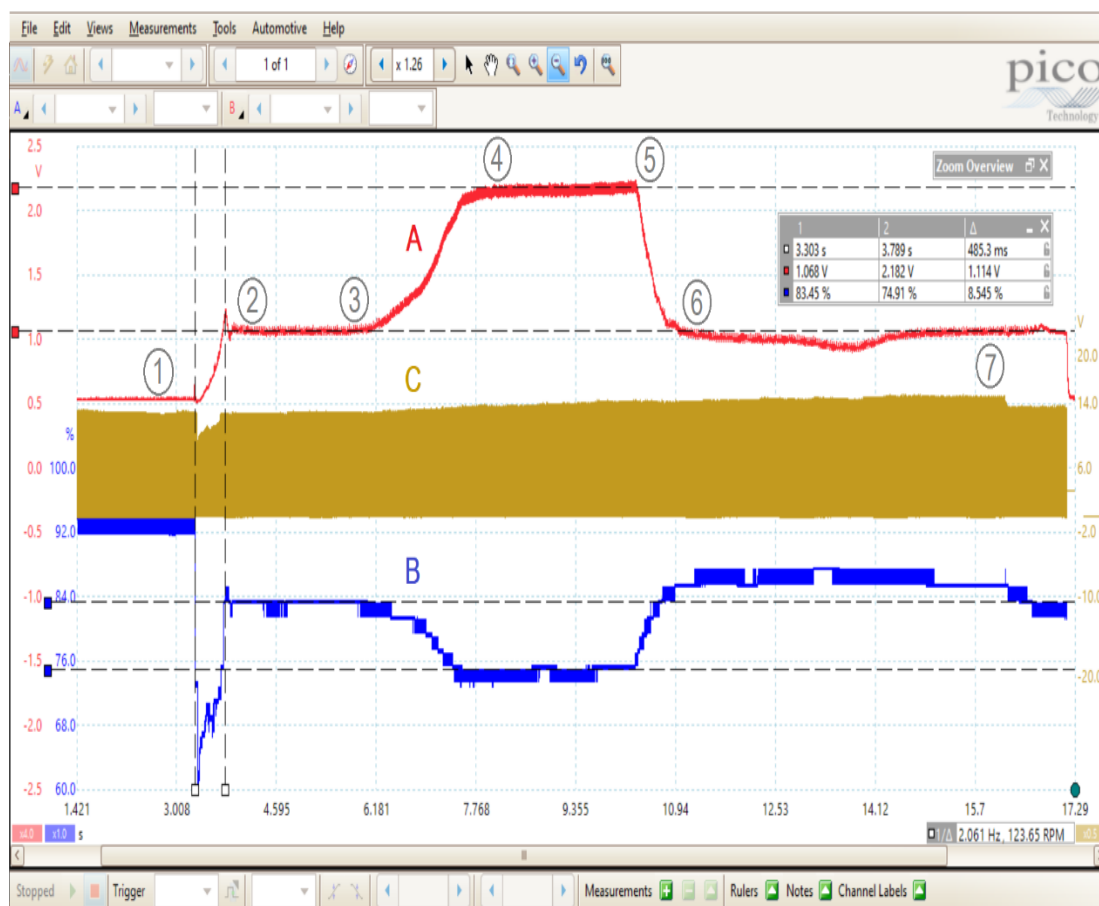 File Edit Views Measurements Tools Automotive Help
1 of 1
x 1.26
pico
Technology
A
B
2.5
V
2.0
1.5
1.0
0.5
0.0
-0.5
-1.0
-1.5
-2.0
-2.5
%
100.0
92.0
84.0
76.0
68.0
60.0
1
2
3
4
5
6
7
A
C
B
Zoom Overview
1 2 Δ
3.303 s 3.789 s 485.3 ms
1.068 V 2.182 V 1.114 V
83.45 % 74.91 % 8.545 %
V
20.0
14.0
6.0
-2.0
-10.0
-20.0
1.421 3.008 4.595 6.181 7.768 9.355 10.94 12.53 14.12 15.7 17.29
x4.0 x1.0 s
1/Δ 2.061 Hz, 123.65 RPM
x0.5
Stopped Trigger Measurements Rulers Notes Channel Labels